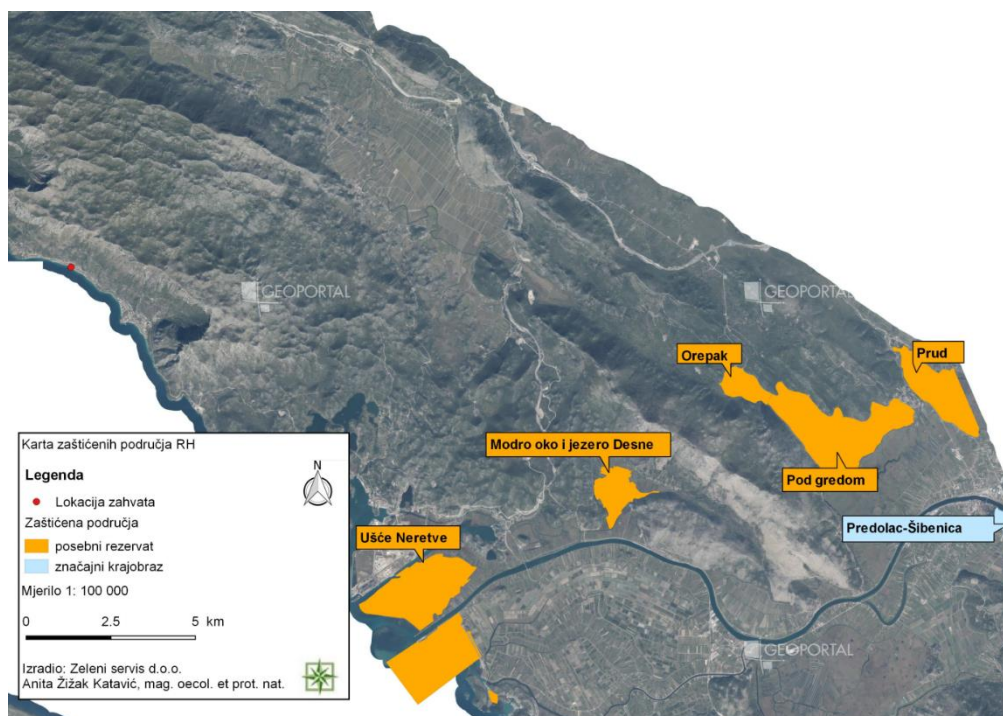 GEOPORTAL
GEOPORTAL
Orepak
Prud
Modro oko i jezero Desne
Pod gredom
Predolac-Šibenica
Ušće Neretve
GEOPORTAL
Karta zaštićenih područja RH
Legenda
N
Lokacija zahvata
Zaštićena područja
posebni rezervat
značajni krajobraz
Mjerilo 1: 100 000
0 2.5 5 km
Izradio: Zeleni servis d.o.o.
Anita Žižak Katavić, mag. oecol. et prot. nat.